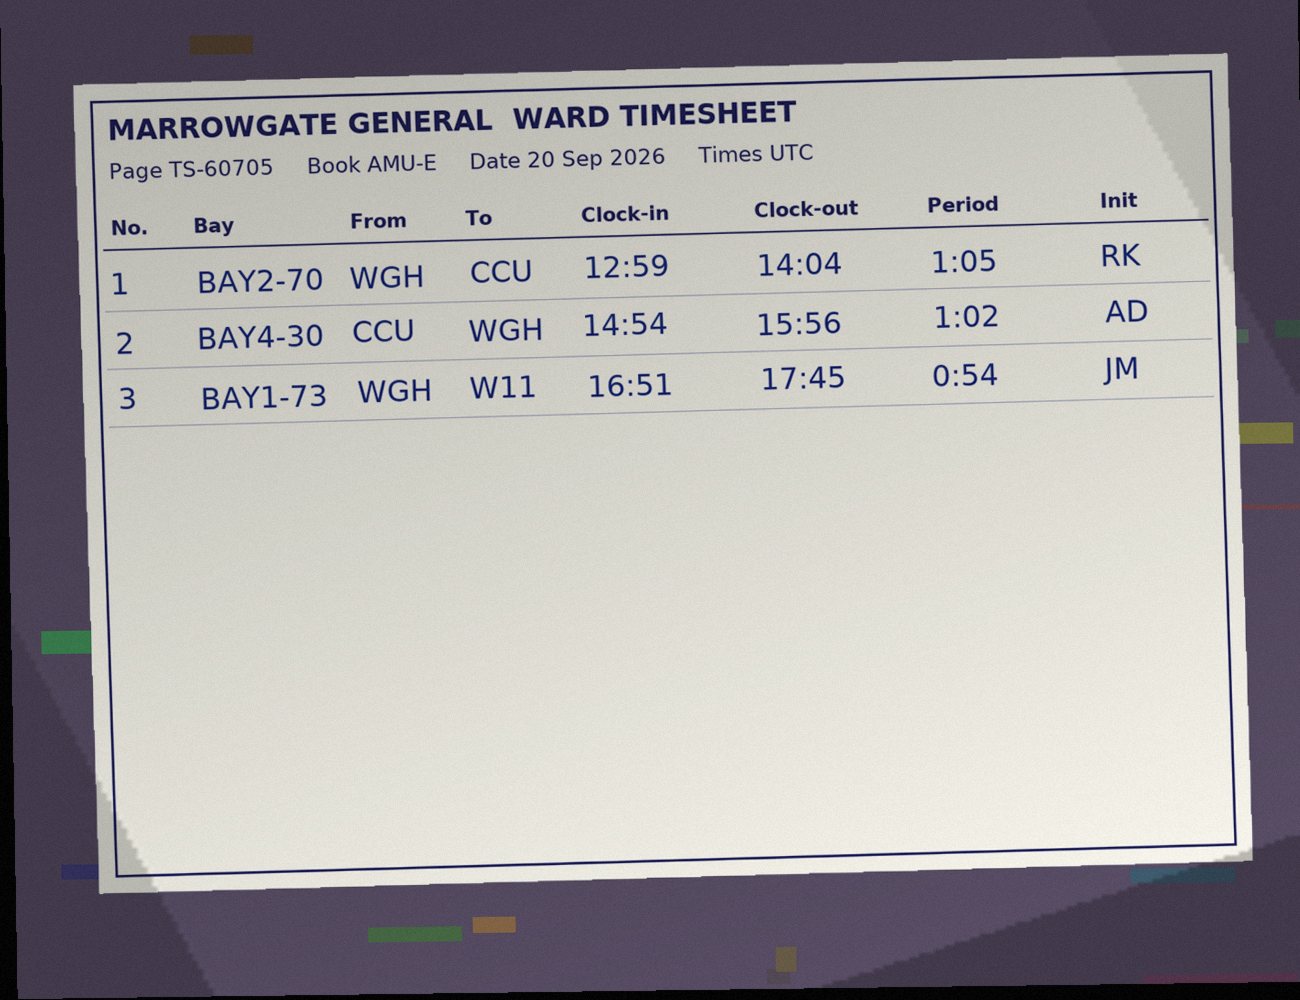 MARROWGATE GENERAL WARD TIMESHEET
Page TS-60705 Book AMU-E Date 20 Sep 2026 Times UTC
No. Bay From To Clock-in Clock-out Period Init
1 BAY2-70 WGH CCU 12:59 14:04 1:05 RK
2 BAY4-30 CCU WGH 14:54 15:56 1:02 AD
3 BAY1-73 WGH W11 16:51 17:45 0:54 JM